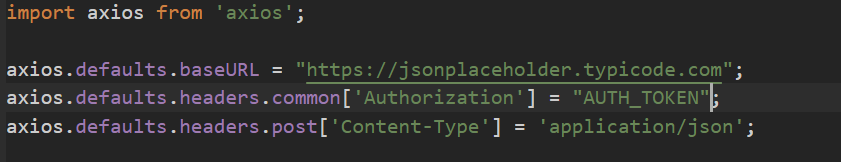 import axios from 'axios';
axios.defaults.baseURL = "https://jsonplaceholder.typicode.com";
axios.defaults.headers.common['Authorization'] = "AUTH_TOKEN";
axios.defaults.headers.post['Content-Type'] = 'application/json';